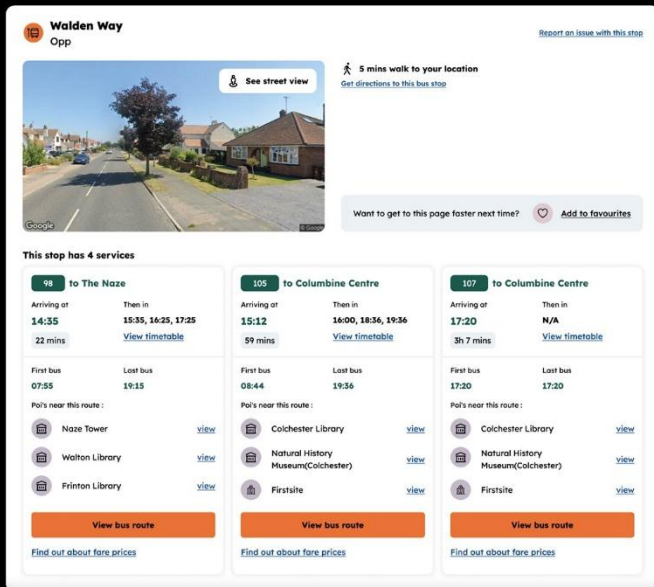 Walden Way
Opp
Report an issue with this stop
See street view
5 mins walk to your location
Get directions to this bus stop
Google
© Google
Want to get to this page faster next time?
Add to favourites
This stop has 4 services
98 to The Naze
Arriving at Then in
14:35 15:35, 16:25, 17:25
22 mins View timetable
First bus Last bus
07:55 19:15
Poi's near this route :
Naze Tower view
Walton Library view
Frinton Library view
View bus route
Find out about fare prices
105 to Columbine Centre
Arriving at Then in
15:12 16:00, 18:36, 19:36
59 mins View timetable
First bus Last bus
08:44 19:36
Poi's near this route :
Colchester Library view
Natural History
Museum(Colchester) view
Firstsite view
View bus route
Find out about fare prices
107 to Columbine Centre
Arriving at Then in
17:20 N/A
3h 7 mins View timetable
First bus Last bus
17:20 17:20
Poi's near this route :
Colchester Library view
Natural History
Museum(Colchester) view
Firstsite view
View bus route
Find out about fare prices